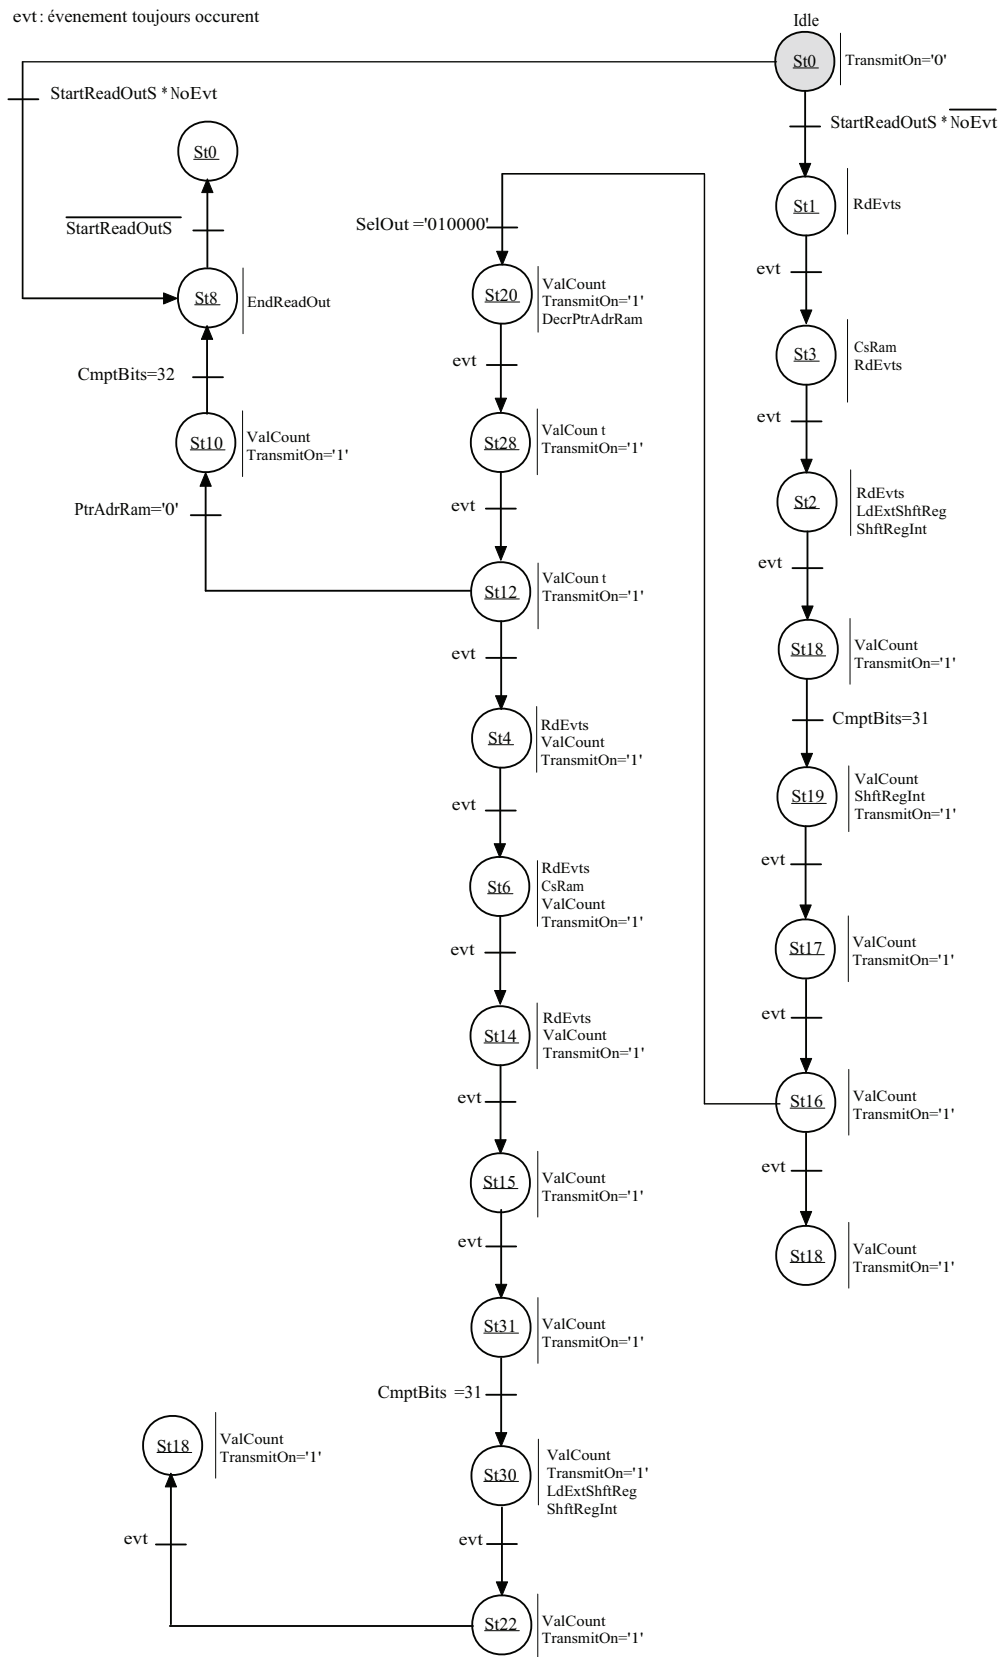 evt : évenement toujours occurent
Idle
St0
TransmitOn='0'
StartReadOutS * NoEvt
StartReadOutS * NoEvt
St0
St1
RdEvts
StartReadOutS
SelOut ='010000'
evt
St8
EndReadOut
St20
ValCount
TransmitOn='1'
DecrPtrAdrRam
St3
CsRam
RdEvts
CmptBits=32
evt
evt
St10
ValCount
TransmitOn='1'
St28
ValCoun t
TransmitOn='1'
St2
RdEvts
LdExtShftReg
ShftRegInt
PtrAdrRam='0'
evt
evt
St12
ValCoun t
TransmitOn='1'
St18
ValCount
TransmitOn='1'
evt
CmptBits=31
St4
RdEvts
ValCount
TransmitOn='1'
St19
ValCount
ShftRegInt
TransmitOn='1'
evt
evt
St6
RdEvts
CsRam
ValCount
TransmitOn='1'
St17
ValCount
TransmitOn='1'
evt
evt
St14
RdEvts
ValCount
TransmitOn='1'
St16
ValCount
TransmitOn='1'
evt
evt
St15
ValCount
TransmitOn='1'
St18
ValCount
TransmitOn='1'
evt
St31
ValCount
TransmitOn='1'
CmptBits =31
St18
ValCount
TransmitOn='1'
St30
ValCount
TransmitOn='1'
LdExtShftReg
ShftRegInt
evt
evt
St22
ValCount
TransmitOn='1'